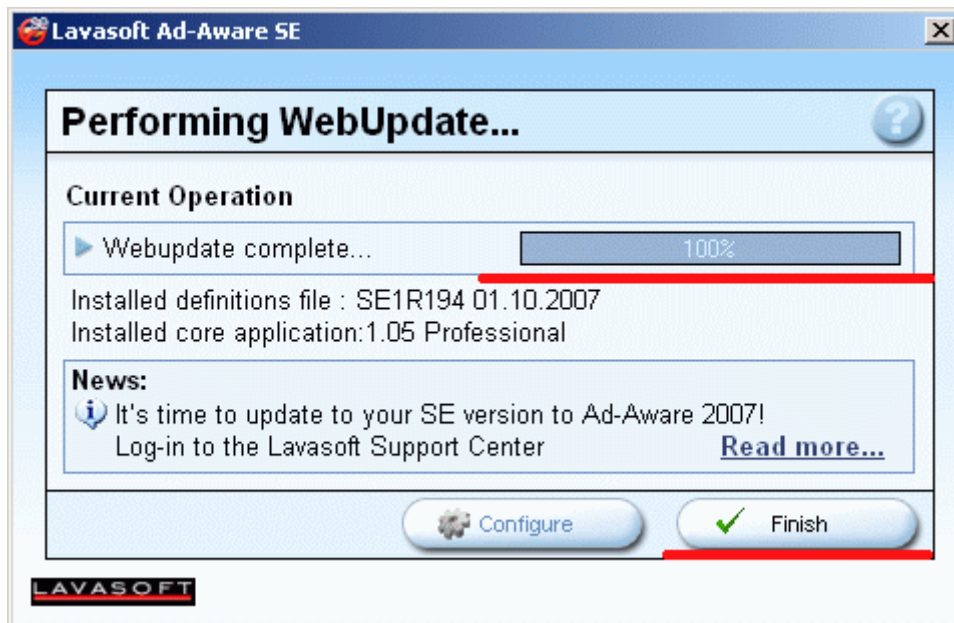 Lavasoft Ad-Aware SE
Performing WebUpdate...
?
Current Operation
Webupdate complete...
100%
Installed definitions file : SE1R194 01.10.2007
Installed core application:1.05 Professional
News:
It's time to update to your SE version to Ad-Aware 2007!
Log-in to the Lavasoft Support Center Read more...
Configure
Finish
LAVASOFT